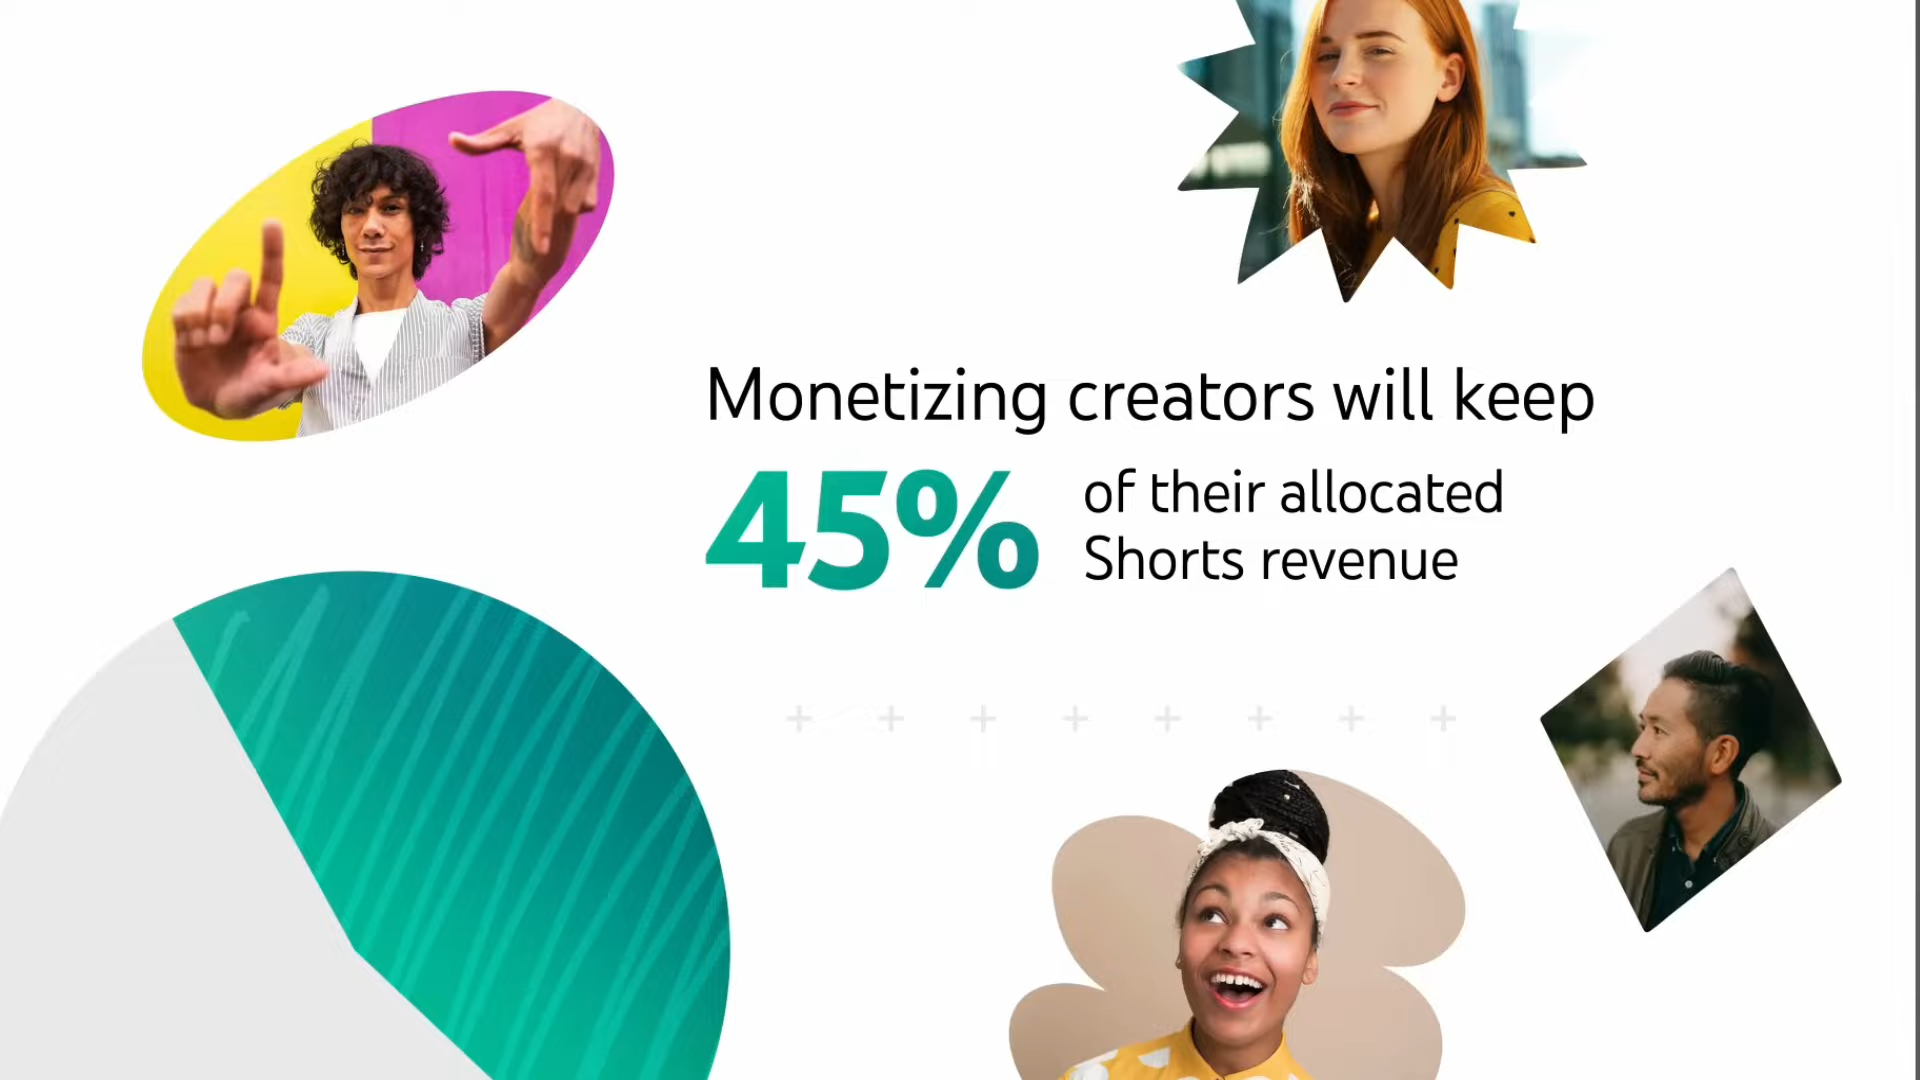 Monetizing creators will keep
45%
of their allocated
Shorts revenue